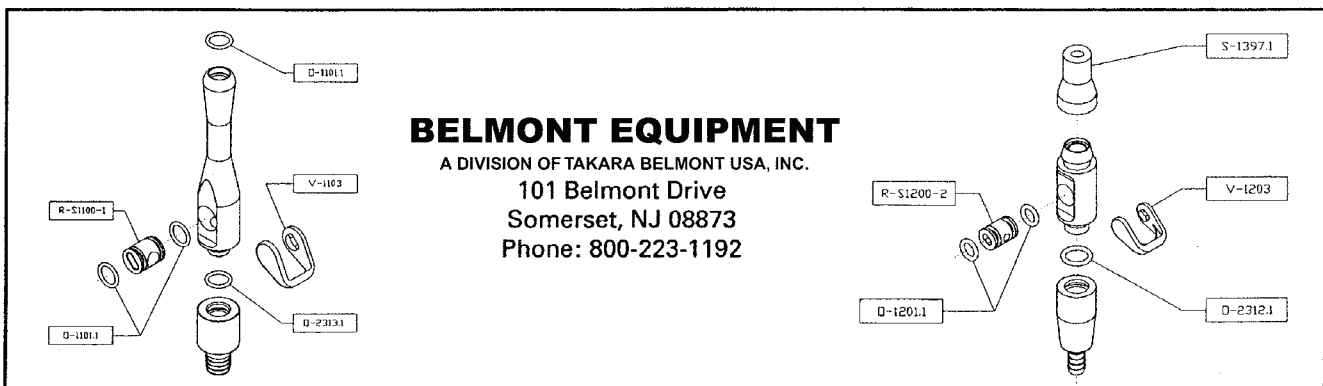 O-1101.1
V-1103
R-S1100-1
O-1101.1
O-2313.1
BELMONT EQUIPMENT
A DIVISION OF TAKARA BELMONT USA, INC.
101 Belmont Drive
Somerset, NJ 08873
Phone: 800-223-1192
S-1397.1
R-S1200-2
V-1203
O-1201.1
O-2312.1